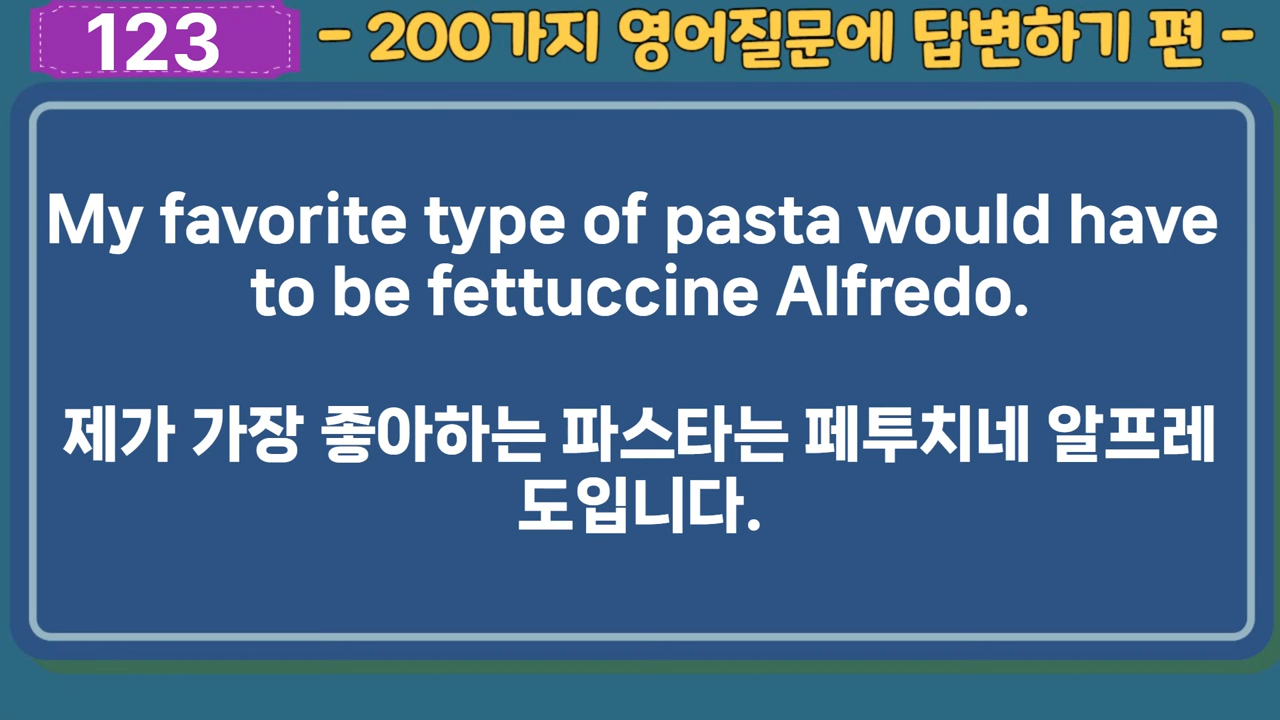 123
- 200가지 영어질문에 답변하기 편 -
My favorite type of pasta would have
to be fettuccine Alfredo.
제가 가장 좋아하는 파스타는 페투치네 알프레
도입니다.